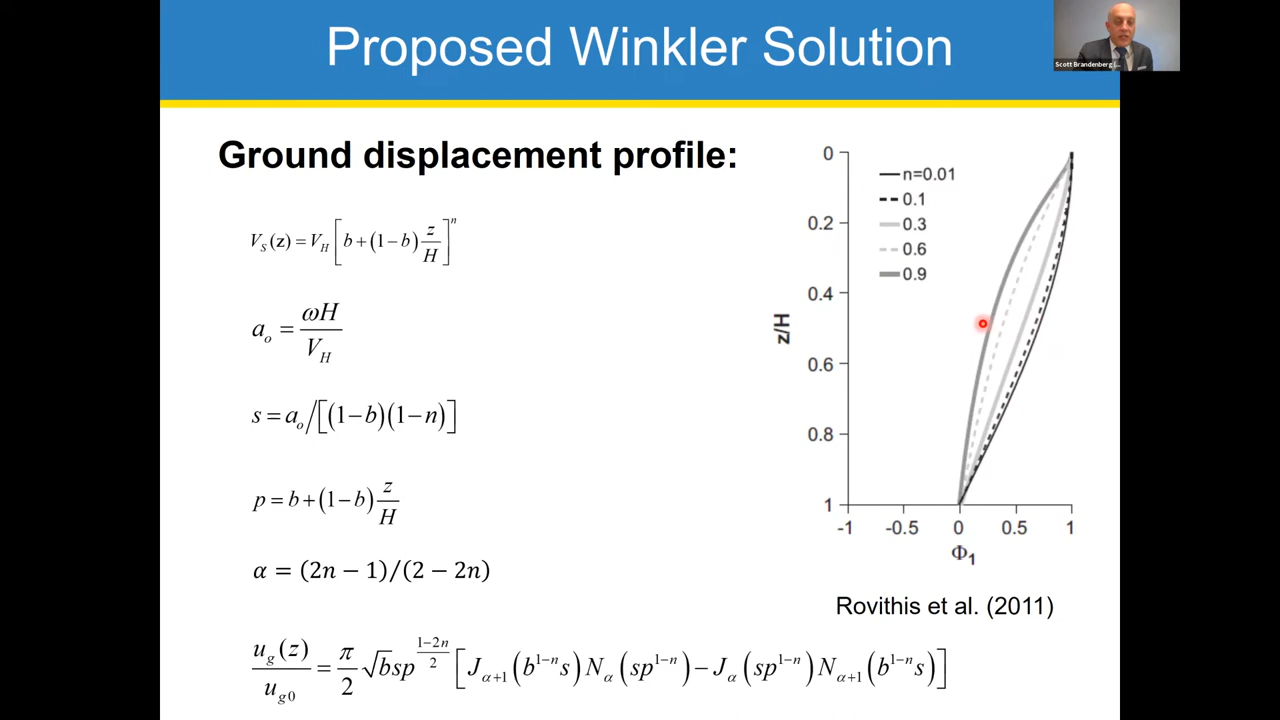 Proposed Winkler Solution
Scott Brandenberg (...
Ground displacement profile:
V_S(z) = V_H [b + (1 − b) z/H]^n
a_o = ωH / V_H
s = a_o / [(1 − b)(1 − n)]
p = b + (1 − b) z/H
α = (2n − 1)/(2 − 2n)
u_g(z) / u_g0 = π/2 √b sp^((1−2n)/2) [J_α+1(b^(1−n) s) N_α(sp^(1−n)) − J_α(sp^(1−n)) N_α+1(b^(1−n) s)]
n=0.01
0.1
0.3
0.6
0.9
z/H
0
0.2
0.4
0.6
0.8
1
-1 -0.5 0 0.5 1
Φ1
Rovithis et al. (2011)